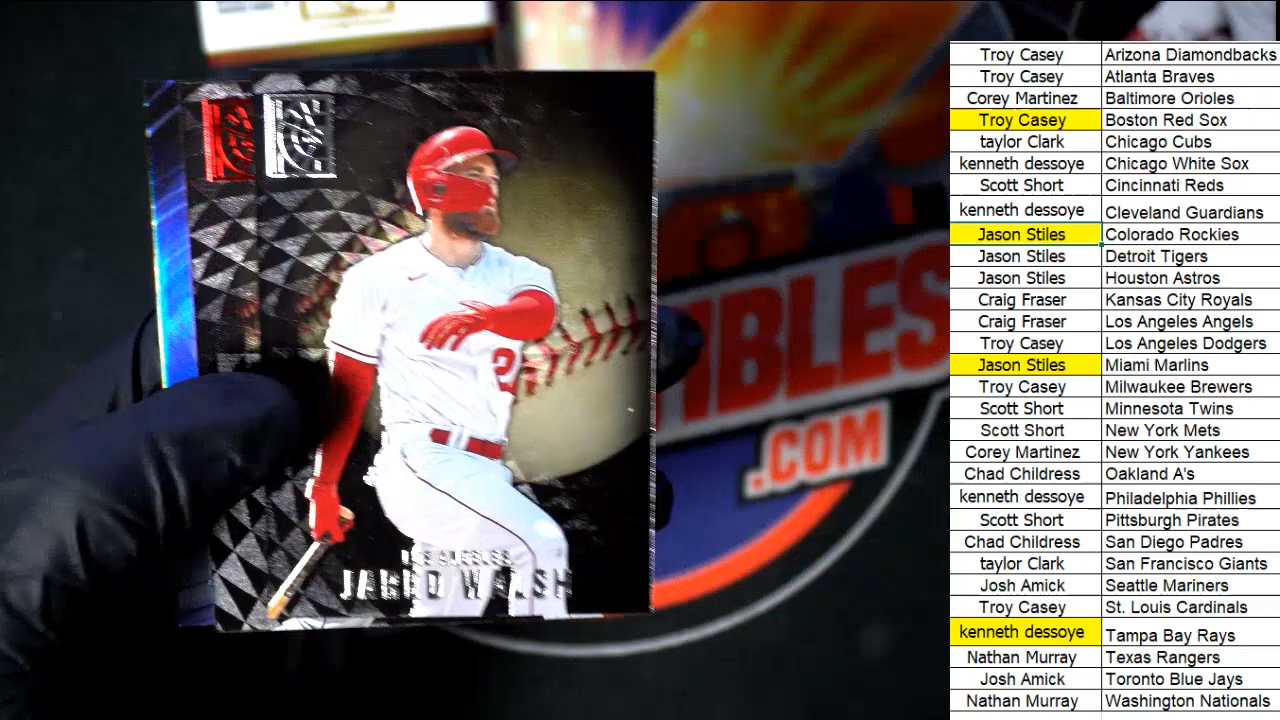 LOS ANGELES
JARED WALSH
2
IBLES
.COM
Troy Casey Arizona Diamondbacks
Troy Casey Atlanta Braves
Corey Martinez Baltimore Orioles
Troy Casey Boston Red Sox
taylor Clark Chicago Cubs
kenneth dessoye Chicago White Sox
Scott Short Cincinnati Reds
kenneth dessoye Cleveland Guardians
Jason Stiles Colorado Rockies
Jason Stiles Detroit Tigers
Jason Stiles Houston Astros
Craig Fraser Kansas City Royals
Craig Fraser Los Angeles Angels
Troy Casey Los Angeles Dodgers
Jason Stiles Miami Marlins
Troy Casey Milwaukee Brewers
Scott Short Minnesota Twins
Scott Short New York Mets
Corey Martinez New York Yankees
Chad Childress Oakland A's
kenneth dessoye Philadelphia Phillies
Scott Short Pittsburgh Pirates
Chad Childress San Diego Padres
taylor Clark San Francisco Giants
Josh Amick Seattle Mariners
Troy Casey St. Louis Cardinals
kenneth dessoye Tampa Bay Rays
Nathan Murray Texas Rangers
Josh Amick Toronto Blue Jays
Nathan Murray Washington Nationals